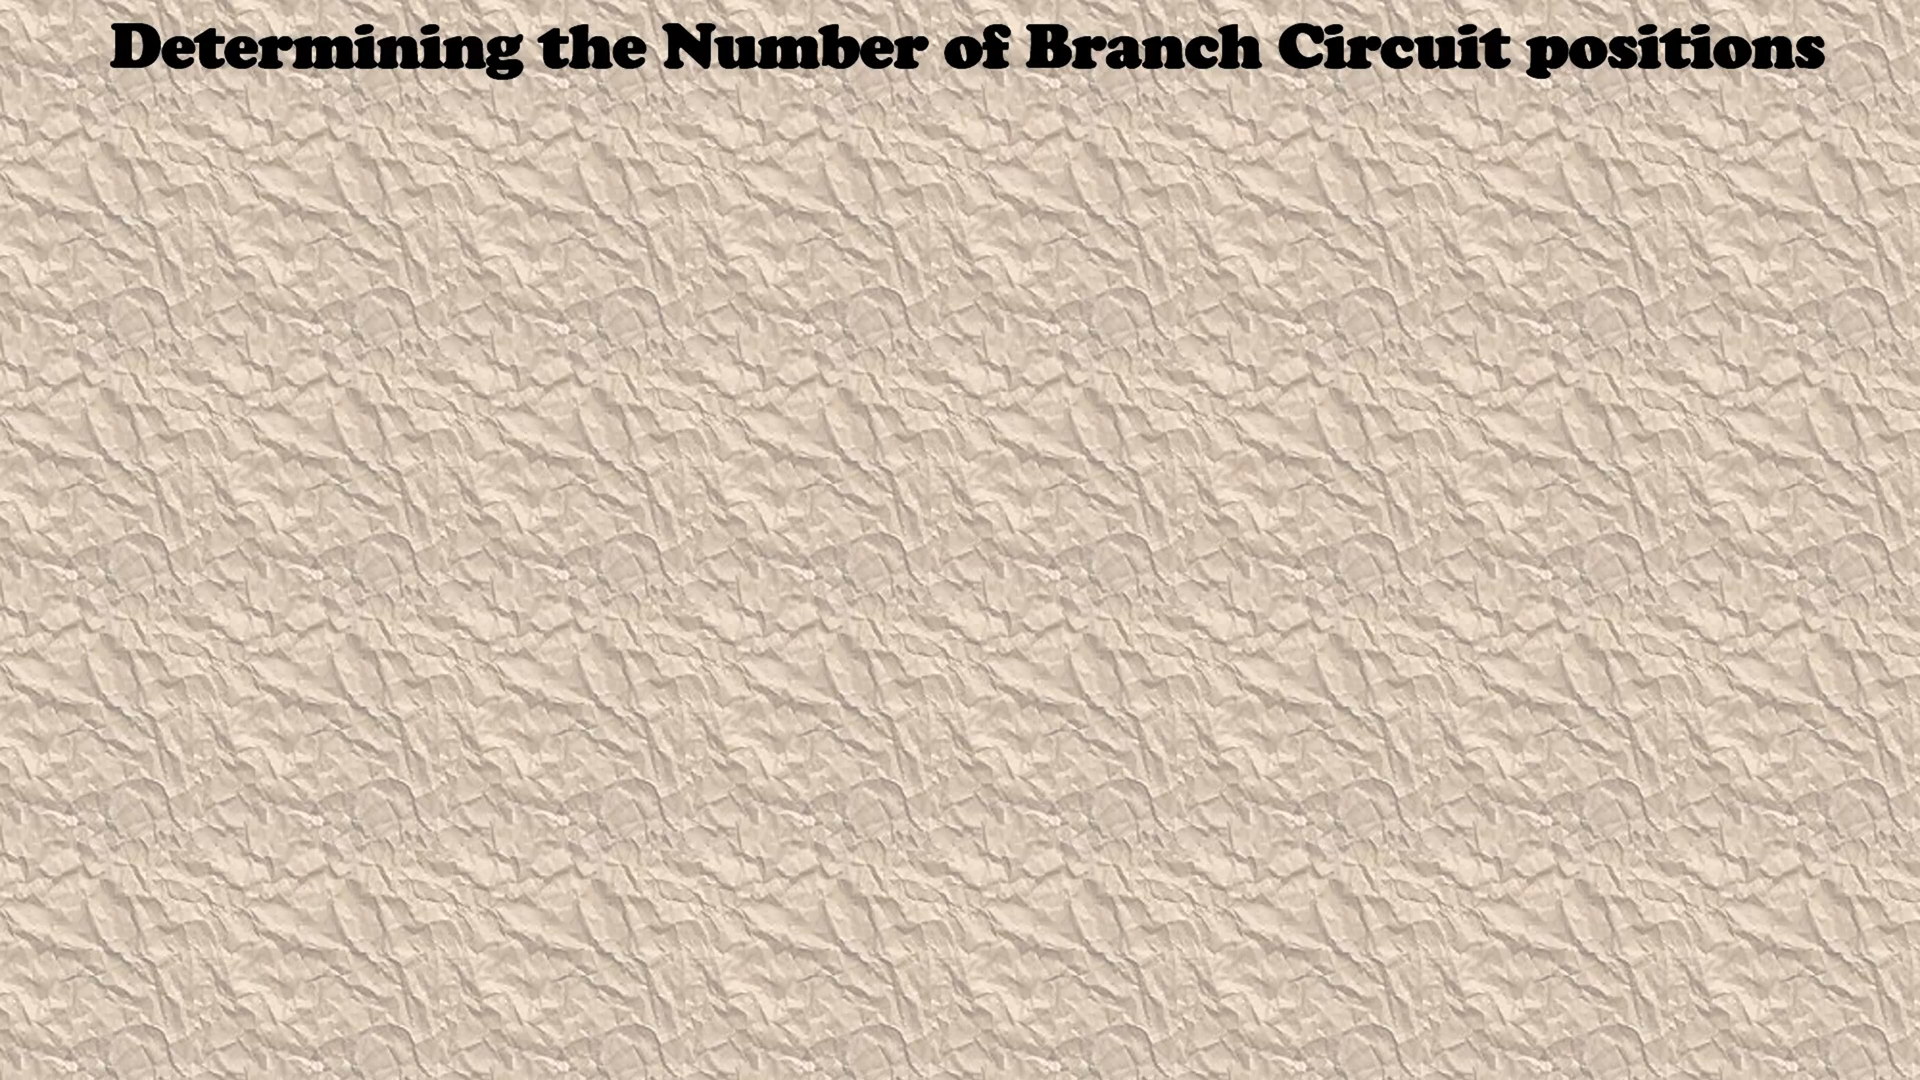 Determining the Number of Branch Circuit positions